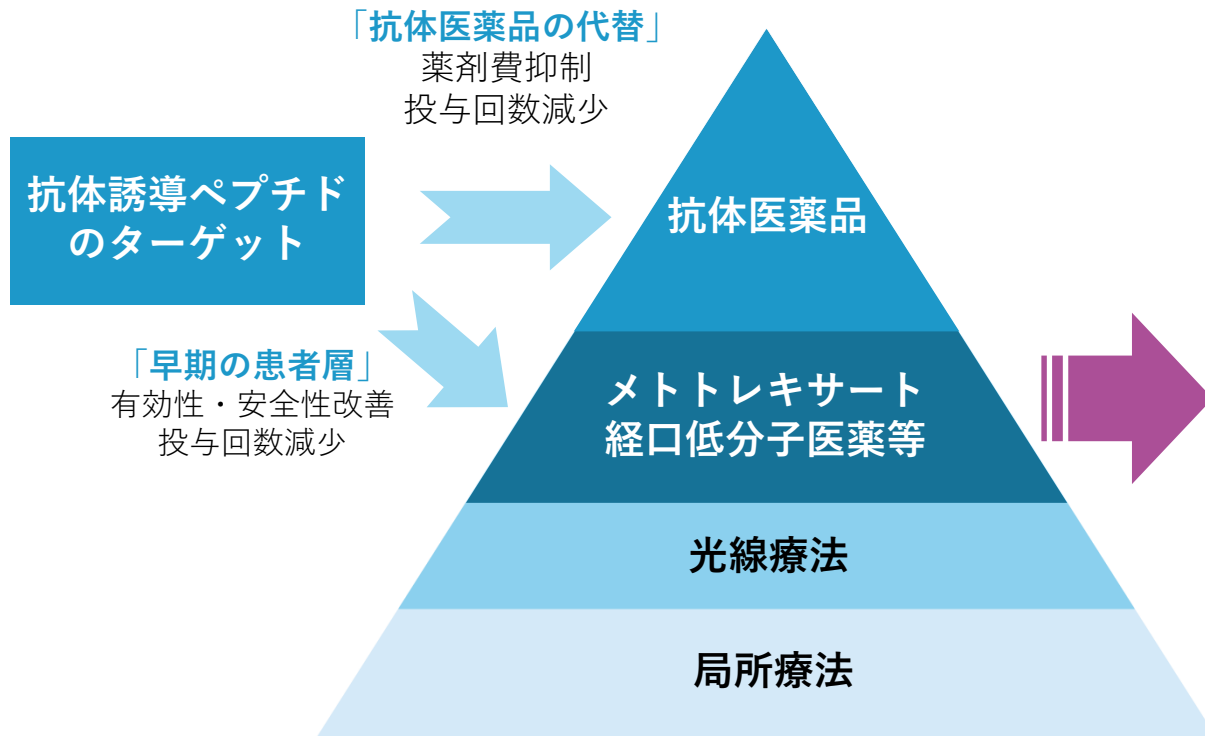 「抗体医薬品の代替」
薬剤費抑制
投与回数減少
抗体誘導ペプチド
のターゲット
「早期の患者層」
有効性・安全性改善
投与回数減少
抗体医薬品
メトトレキサート
経口低分子医薬等
光線療法
局所療法